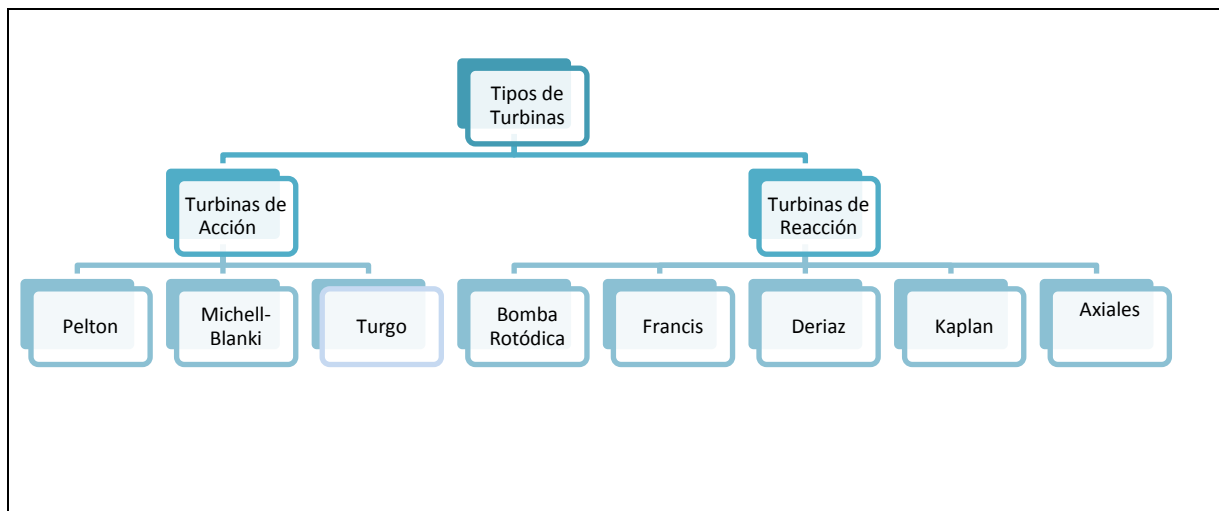 Tipos de
Turbinas
Turbinas de
Acción
Turbinas de
Reacción
Pelton
Michell-
Blanki
Turgo
Bomba
Rotódica
Francis
Deriaz
Kaplan
Axiales